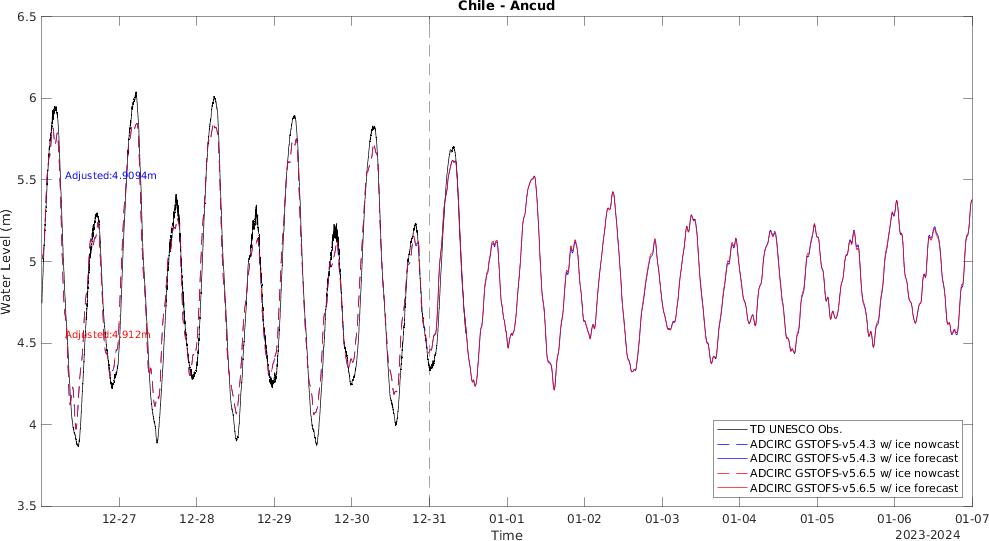 Chile - Ancud
6.5
6
5.5
5
4.5
4
3.5
Water Level (m)
Adjusted:4.9094m
Adjusted:4.912m
TD UNESCO Obs.
ADCIRC GSTOFS-v5.4.3 w/ ice nowcast
ADCIRC GSTOFS-v5.4.3 w/ ice forecast
ADCIRC GSTOFS-v5.6.5 w/ ice nowcast
ADCIRC GSTOFS-v5.6.5 w/ ice forecast
12-27 12-28 12-29 12-30 12-31 01-01 01-02 01-03 01-04 01-05 01-06 01-07
Time
2023-2024